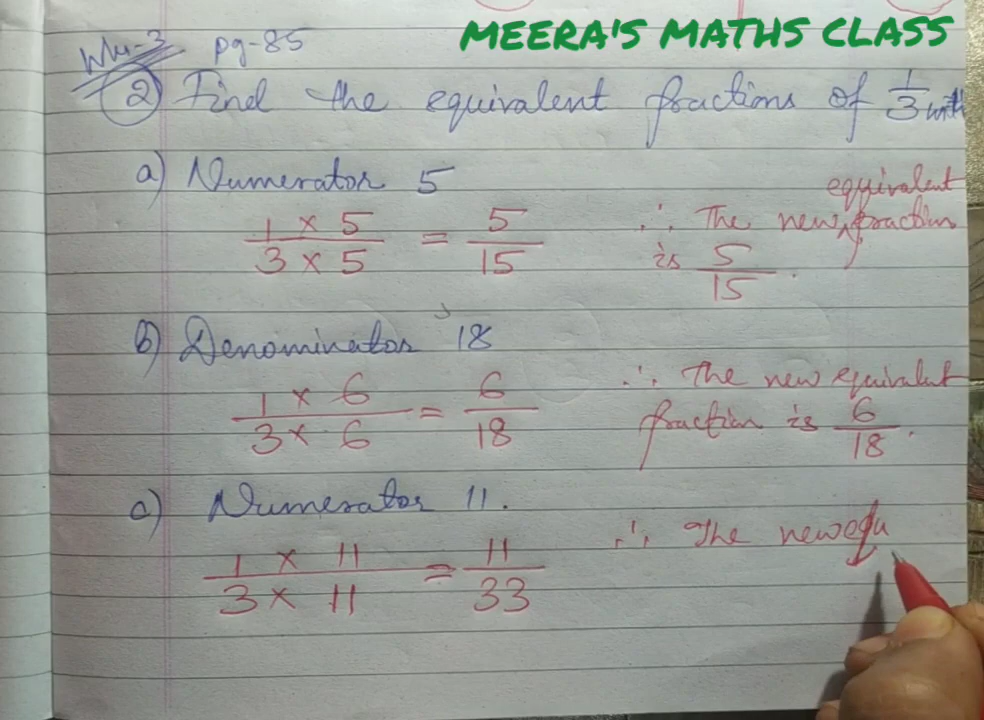 MEERA'S MATHS CLASS
pg-85
2) Find the equivalent fractions of 1/3 with
a) Numerator 5
1 × 5 / 3 × 5 = 5/15
∴ The new equivalent fraction
is 5/15.
b) Denominator 18
1 × 6 / 3 × 6 = 6/18
∴ The new equivalent
fraction is 6/18.
c) Numerator 11.
1 × 11 / 3 × 11 = 11/33
∴ The new equ